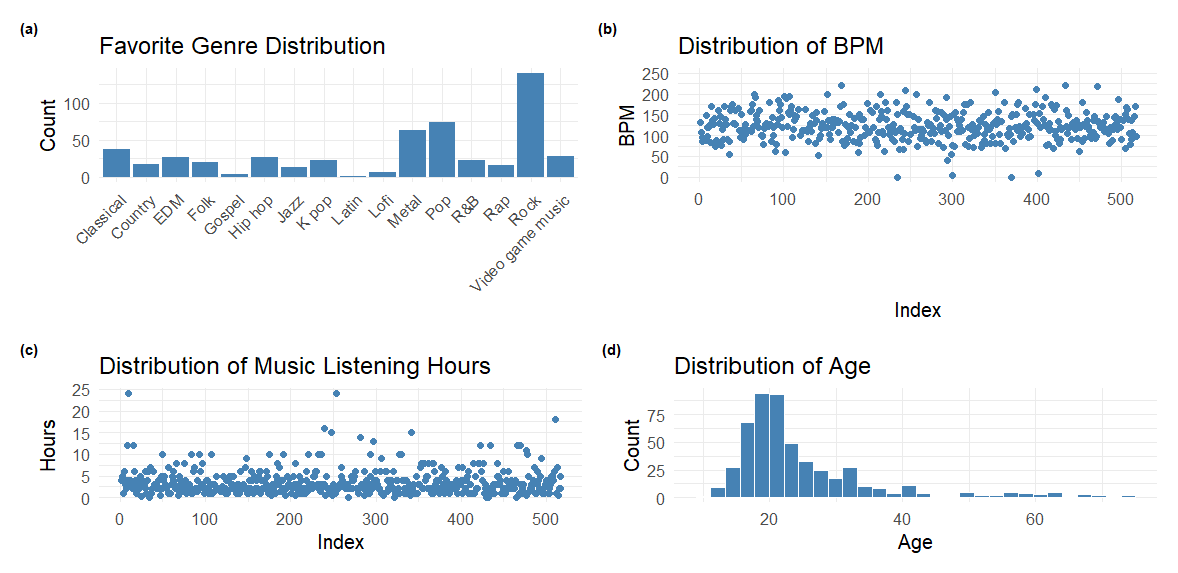 (a)
Favorite Genre Distribution
Count
100
50
0
Classical
Country
EDM
Folk
Gospel
Hip hop
Jazz
K pop
Latin
Lofi
Metal
Pop
R&B
Rap
Rock
Video game music
(b)
Distribution of BPM
BPM
250
200
150
100
50
0
0 100 200 300 400 500
Index
(c)
Distribution of Music Listening Hours
Hours
25
20
15
10
5
0
0 100 200 300 400 500
Index
(d)
Distribution of Age
Count
75
50
25
0
20 40 60
Age